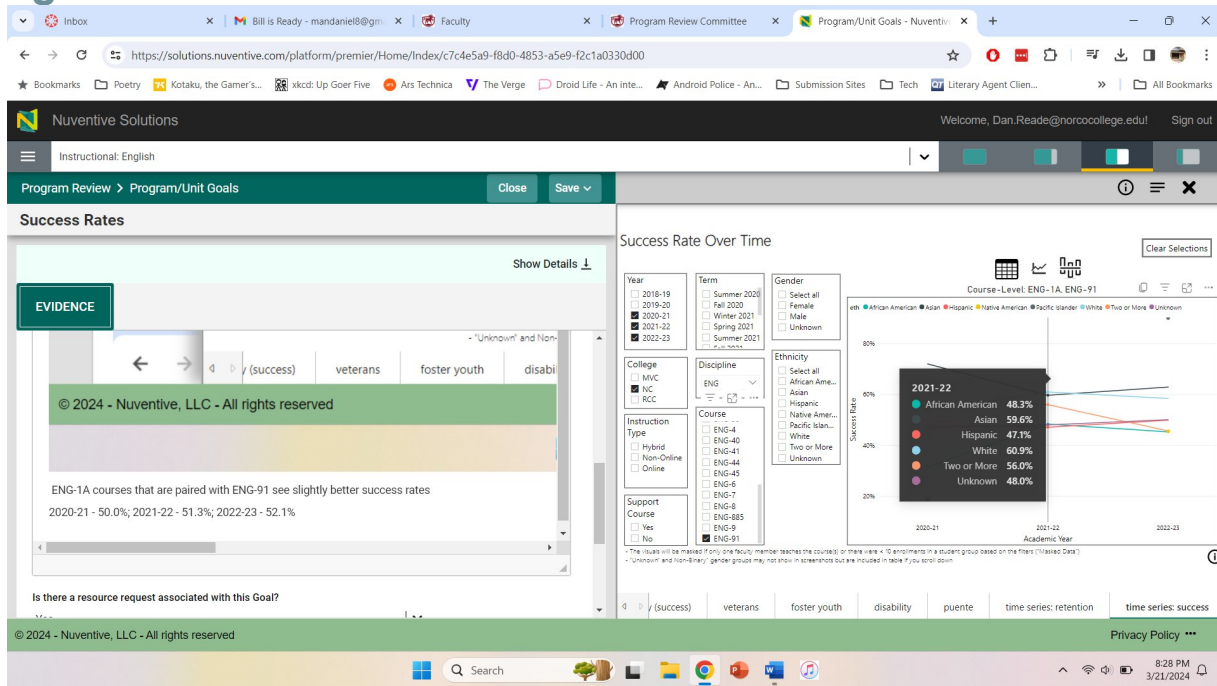 Inbox
Bill is Ready - mandaniel8@gm
Faculty
Program Review Committee
Program/Unit Goals - Nuventiv
https://solutions.nuventive.com/platform/premier/Home/Index/c7c4e5a9-f8d0-4853-a5e9-f2c1a0330d00
Bookmarks
Poetry
Kotaku, the Gamer's...
xkcd: Up Goer Five
Ars Technica
The Verge
Droid Life - An inte...
Android Police - An...
Submission Sites
Tech
Literary Agent Clien...
All Bookmarks
Nuventive Solutions
Welcome, Dan.Reade@norcocollege.edu!
Sign out
Instructional: English
Program Review > Program/Unit Goals
Close
Save
Success Rates
Show Details
EVIDENCE
- "Unknown" and Non-
y (success)
veterans
foster youth
disabil
© 2024 - Nuventive, LLC - All rights reserved
ENG-1A courses that are paired with ENG-91 see slightly better success rates
2020-21 - 50.0%; 2021-22 - 51.3%; 2022-23 - 52.1%
Is there a resource request associated with this Goal?
Success Rate Over Time
Clear Selections
Year
2018-19
2019-20
2020-21
2021-22
2022-23
Term
Summer 2020
Fall 2020
Winter 2021
Spring 2021
Summer 2021
Gender
Select all
Female
Male
Unknown
College
MVC
NC
RCC
Discipline
ENG
Ethnicity
Select all
African Ame...
Asian
Hispanic
Native Amer...
Pacific Islan...
White
Two or More
Unknown
Instruction
Type
Hybrid
Non-Online
Online
Course
ENG-4
ENG-40
ENG-41
ENG-44
ENG-45
ENG-6
ENG-7
ENG-8
ENG-885
ENG-9
ENG-91
Support
Course
Yes
No
Course-Level: ENG-1A, ENG-91
eth African American Asian Hispanic Native American Pacific Islander White Two or More Unknown
80%
60%
40%
20%
Success Rate
2021-22
African American 48.3%
Asian 59.6%
Hispanic 47.1%
White 60.9%
Two or More 56.0%
Unknown 48.0%
2020-21
2021-22
2022-23
Academic Year
- The visuals will be masked if only one faculty member teaches the course(s) or there were < 10 enrollments in a student group based on the filters ("Masked Data")
- "Unknown" and Non-Binary" gender groups may not show in screenshots but are included in table if you scroll down
y (success)
veterans
foster youth
disability
puente
time series: retention
time series: success
© 2024 - Nuventive, LLC - All rights reserved
Privacy Policy
Search
8:28 PM
3/21/2024